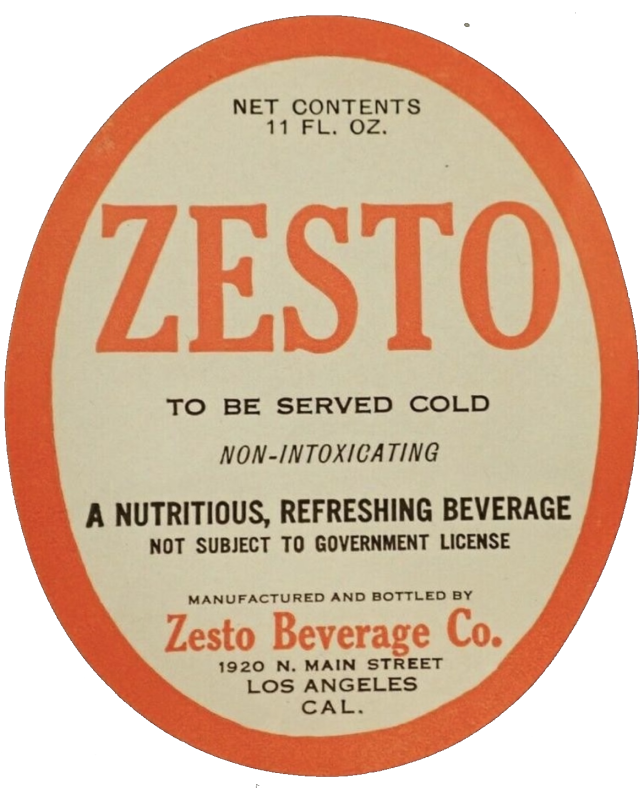 NET CONTENTS
11 FL. OZ.
ZESTO
TO BE SERVED COLD
NON-INTOXICATING
A NUTRITIOUS, REFRESHING BEVERAGE
NOT SUBJECT TO GOVERNMENT LICENSE
MANUFACTURED AND BOTTLED BY
Zesto Beverage Co.
1920 N. MAIN STREET
LOS ANGELES
CAL.